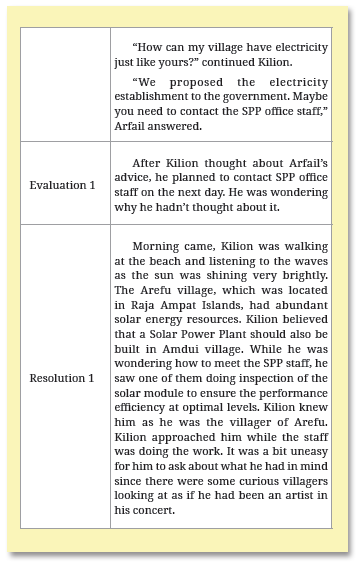 “How can my village have electricity
just like yours?” continued Kilion.
“We proposed the electricity
establishment to the government. Maybe
you need to contact the SPP office staff,”
Arfail answered.
Evaluation 1
After Kilion thought about Arfail’s
advice, he planned to contact SPP office
staff on the next day. He was wondering
why he hadn’t thought about it.
Resolution 1
Morning came, Kilion was walking
at the beach and listening to the waves
as the sun was shining very brightly.
The Arefu village, which was located
in Raja Ampat Islands, had abundant
solar energy resources. Kilion believed
that a Solar Power Plant should also be
built in Amdui village. While he was
wondering how to meet the SPP staff, he
saw one of them doing inspection of the
solar module to ensure the performance
efficiency at optimal levels. Kilion knew
him as he was the villager of Arefu.
Kilion approached him while the staff
was doing the work. It was a bit uneasy
for him to ask about what he had in mind
since there were some curious villagers
looking at as if he had been an artist in
his concert.